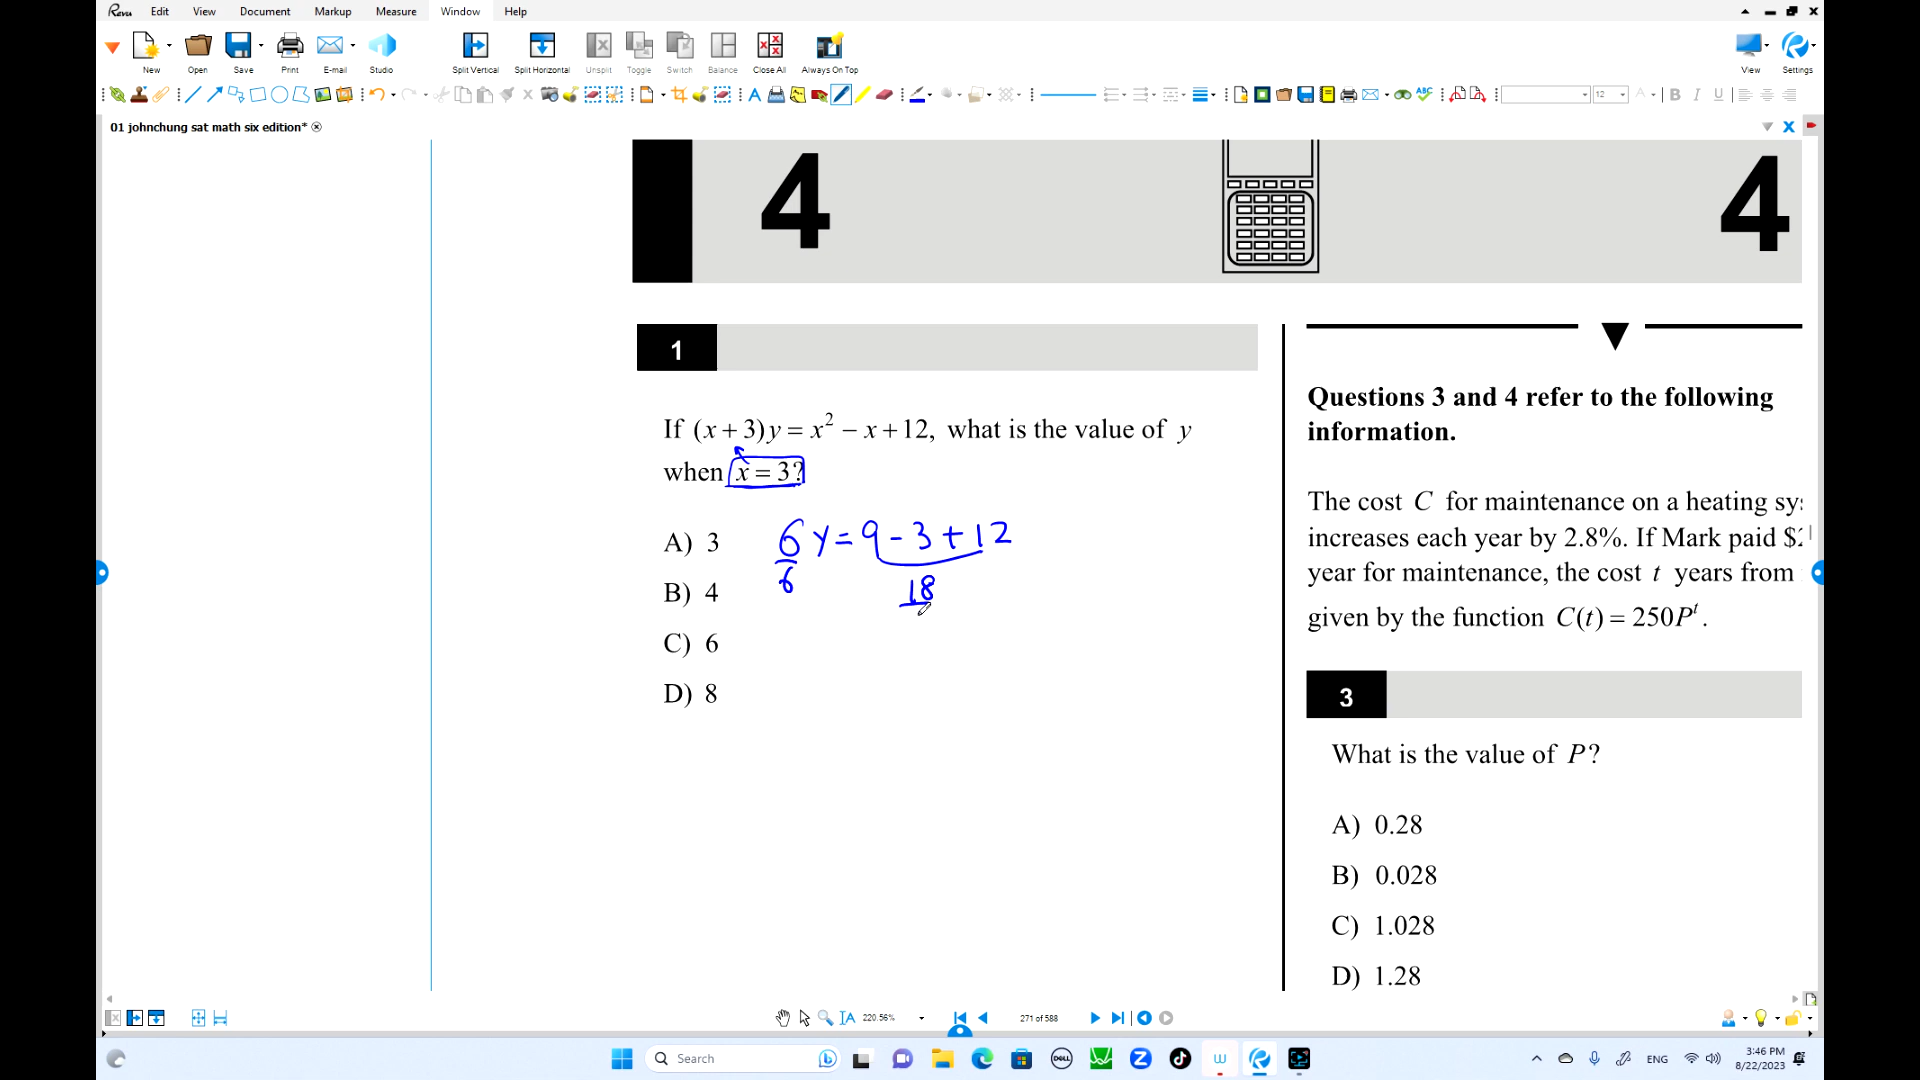 Revu Edit View Document Markup Measure Window Help
New Open Save Print E-mail Studio Split Vertical Split Horizontal Unsplit Toggle Switch Balance Close All Always On Top View Settings
12
01 johnchung sat math six edition*
4 4
1
If (x + 3)y = x² − x + 12, what is the value of y
when x = 3?
A) 3
B) 4
C) 6
D) 8
6y = 9 - 3 + 12
6
18
Questions 3 and 4 refer to the following
information.
The cost C for maintenance on a heating sys
increases each year by 2.8%. If Mark paid $2
year for maintenance, the cost t years from
given by the function C(t) = 250Pᵗ.
3
What is the value of P?
A) 0.28
B) 0.028
C) 1.028
D) 1.28
220.56% 271 of 588
Search ENG 3:46 PM
8/22/2023